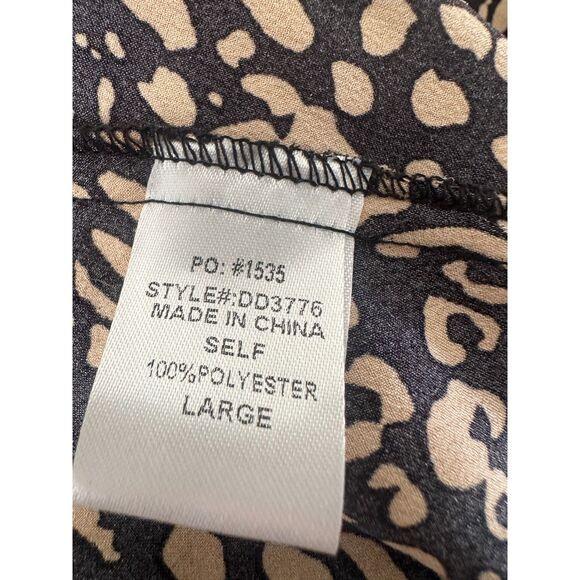 PO: #1535
STYLE#:DD3776
MADE IN CHINA
SELF
100%POLYESTER
LARGE